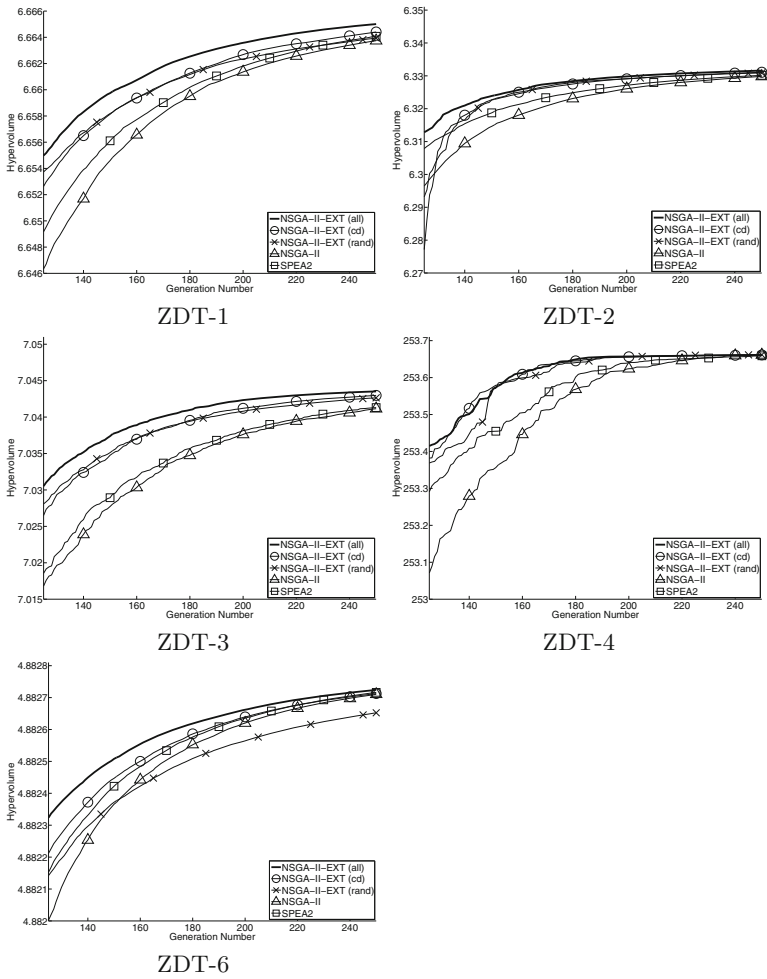 6.666
6.664
6.662
6.66
6.658
6.656
6.654
6.652
6.65
6.648
6.646
Hypervolume
140 160 180 200 220 240
Generation Number
NSGA−II−EXT (all)
NSGA−II−EXT (cd)
NSGA−II−EXT (rand)
NSGA−II
SPEA2
ZDT-1
6.35
6.34
6.33
6.32
6.31
6.3
6.29
6.28
6.27
Hypervolume
140 160 180 200 220 240
Generation Number
NSGA−II−EXT (all)
NSGA−II−EXT (cd)
NSGA−II−EXT (rand)
NSGA−II
SPEA2
ZDT-2
7.05
7.045
7.04
7.035
7.03
7.025
7.02
7.015
Hypervolume
140 160 180 200 220 240
Generation Number
NSGA−II−EXT (all)
NSGA−II−EXT (cd)
NSGA−II−EXT (rand)
NSGA−II
SPEA2
ZDT-3
253.7
253.6
253.5
253.4
253.3
253.2
253.1
253
Hypervolume
140 160 180 200 220 240
Generation Number
NSGA−II−EXT (all)
NSGA−II−EXT (cd)
NSGA−II−EXT (rand)
NSGA−II
SPEA2
ZDT-4
4.8828
4.8827
4.8826
4.8825
4.8824
4.8823
4.8822
4.8821
4.882
Hypervolume
140 160 180 200 220 240
Generation Number
NSGA−II−EXT (all)
NSGA−II−EXT (cd)
NSGA−II−EXT (rand)
NSGA−II
SPEA2
ZDT-6